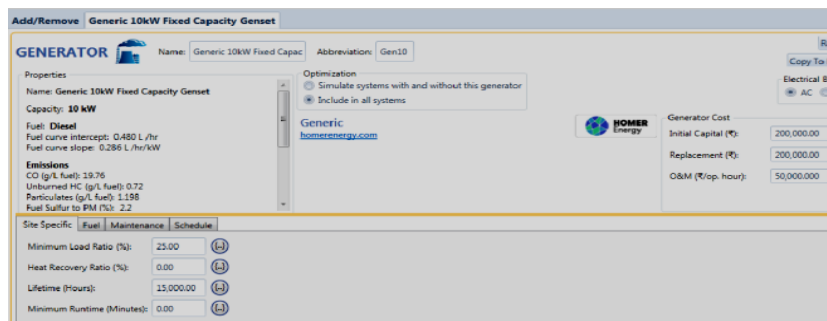 Add/Remove Generic 10kW Fixed Capacity Genset
GENERATOR Name: Generic 10kW Fixed Capac Abbreviation: Gen10
R
Copy To
Properties
Name: Generic 10kW Fixed Capacity Genset
Capacity: 10 kW
Fuel: Diesel
Fuel curve intercept: 0.480 L /hr
Fuel curve slope: 0.286 L /hr/kW
Emissions
CO (g/L fuel): 19.76
Unburned HC (g/L fuel): 0.72
Particulates (g/L fuel): 1.198
Fuel Sulfur to PM (%): 2.2
Optimization
Simulate systems with and without this generator
Include in all systems
Electrical B
AC
Generic
homerenergy.com
HOMER
Energy
Generator Cost
Initial Capital (₹): 200,000.00
Replacement (₹): 200,000.00
O&M (₹/op. hour): 50,000.000
Site Specific Fuel Maintenance Schedule
Minimum Load Ratio (%): 25.00 (..)
Heat Recovery Ratio (%): 0.00 (..)
Lifetime (Hours): 15,000.00 (..)
Minimum Runtime (Minutes): 0.00 (..)